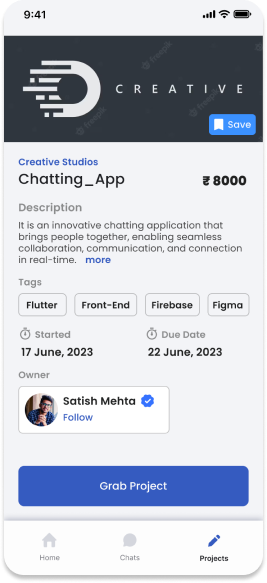 9:41
CREATIVE
Save
Creative Studios
Chatting_App
₹ 8000
Description
It is an innovative chatting application that
brings people together, enabling seamless
collaboration, communication, and connection
in real-time. more
Tags
Flutter Front-End Firebase Figma
Started Due Date
17 June, 2023 22 June, 2023
Owner
Satish Mehta
Follow
Grab Project
Home Chats Projects